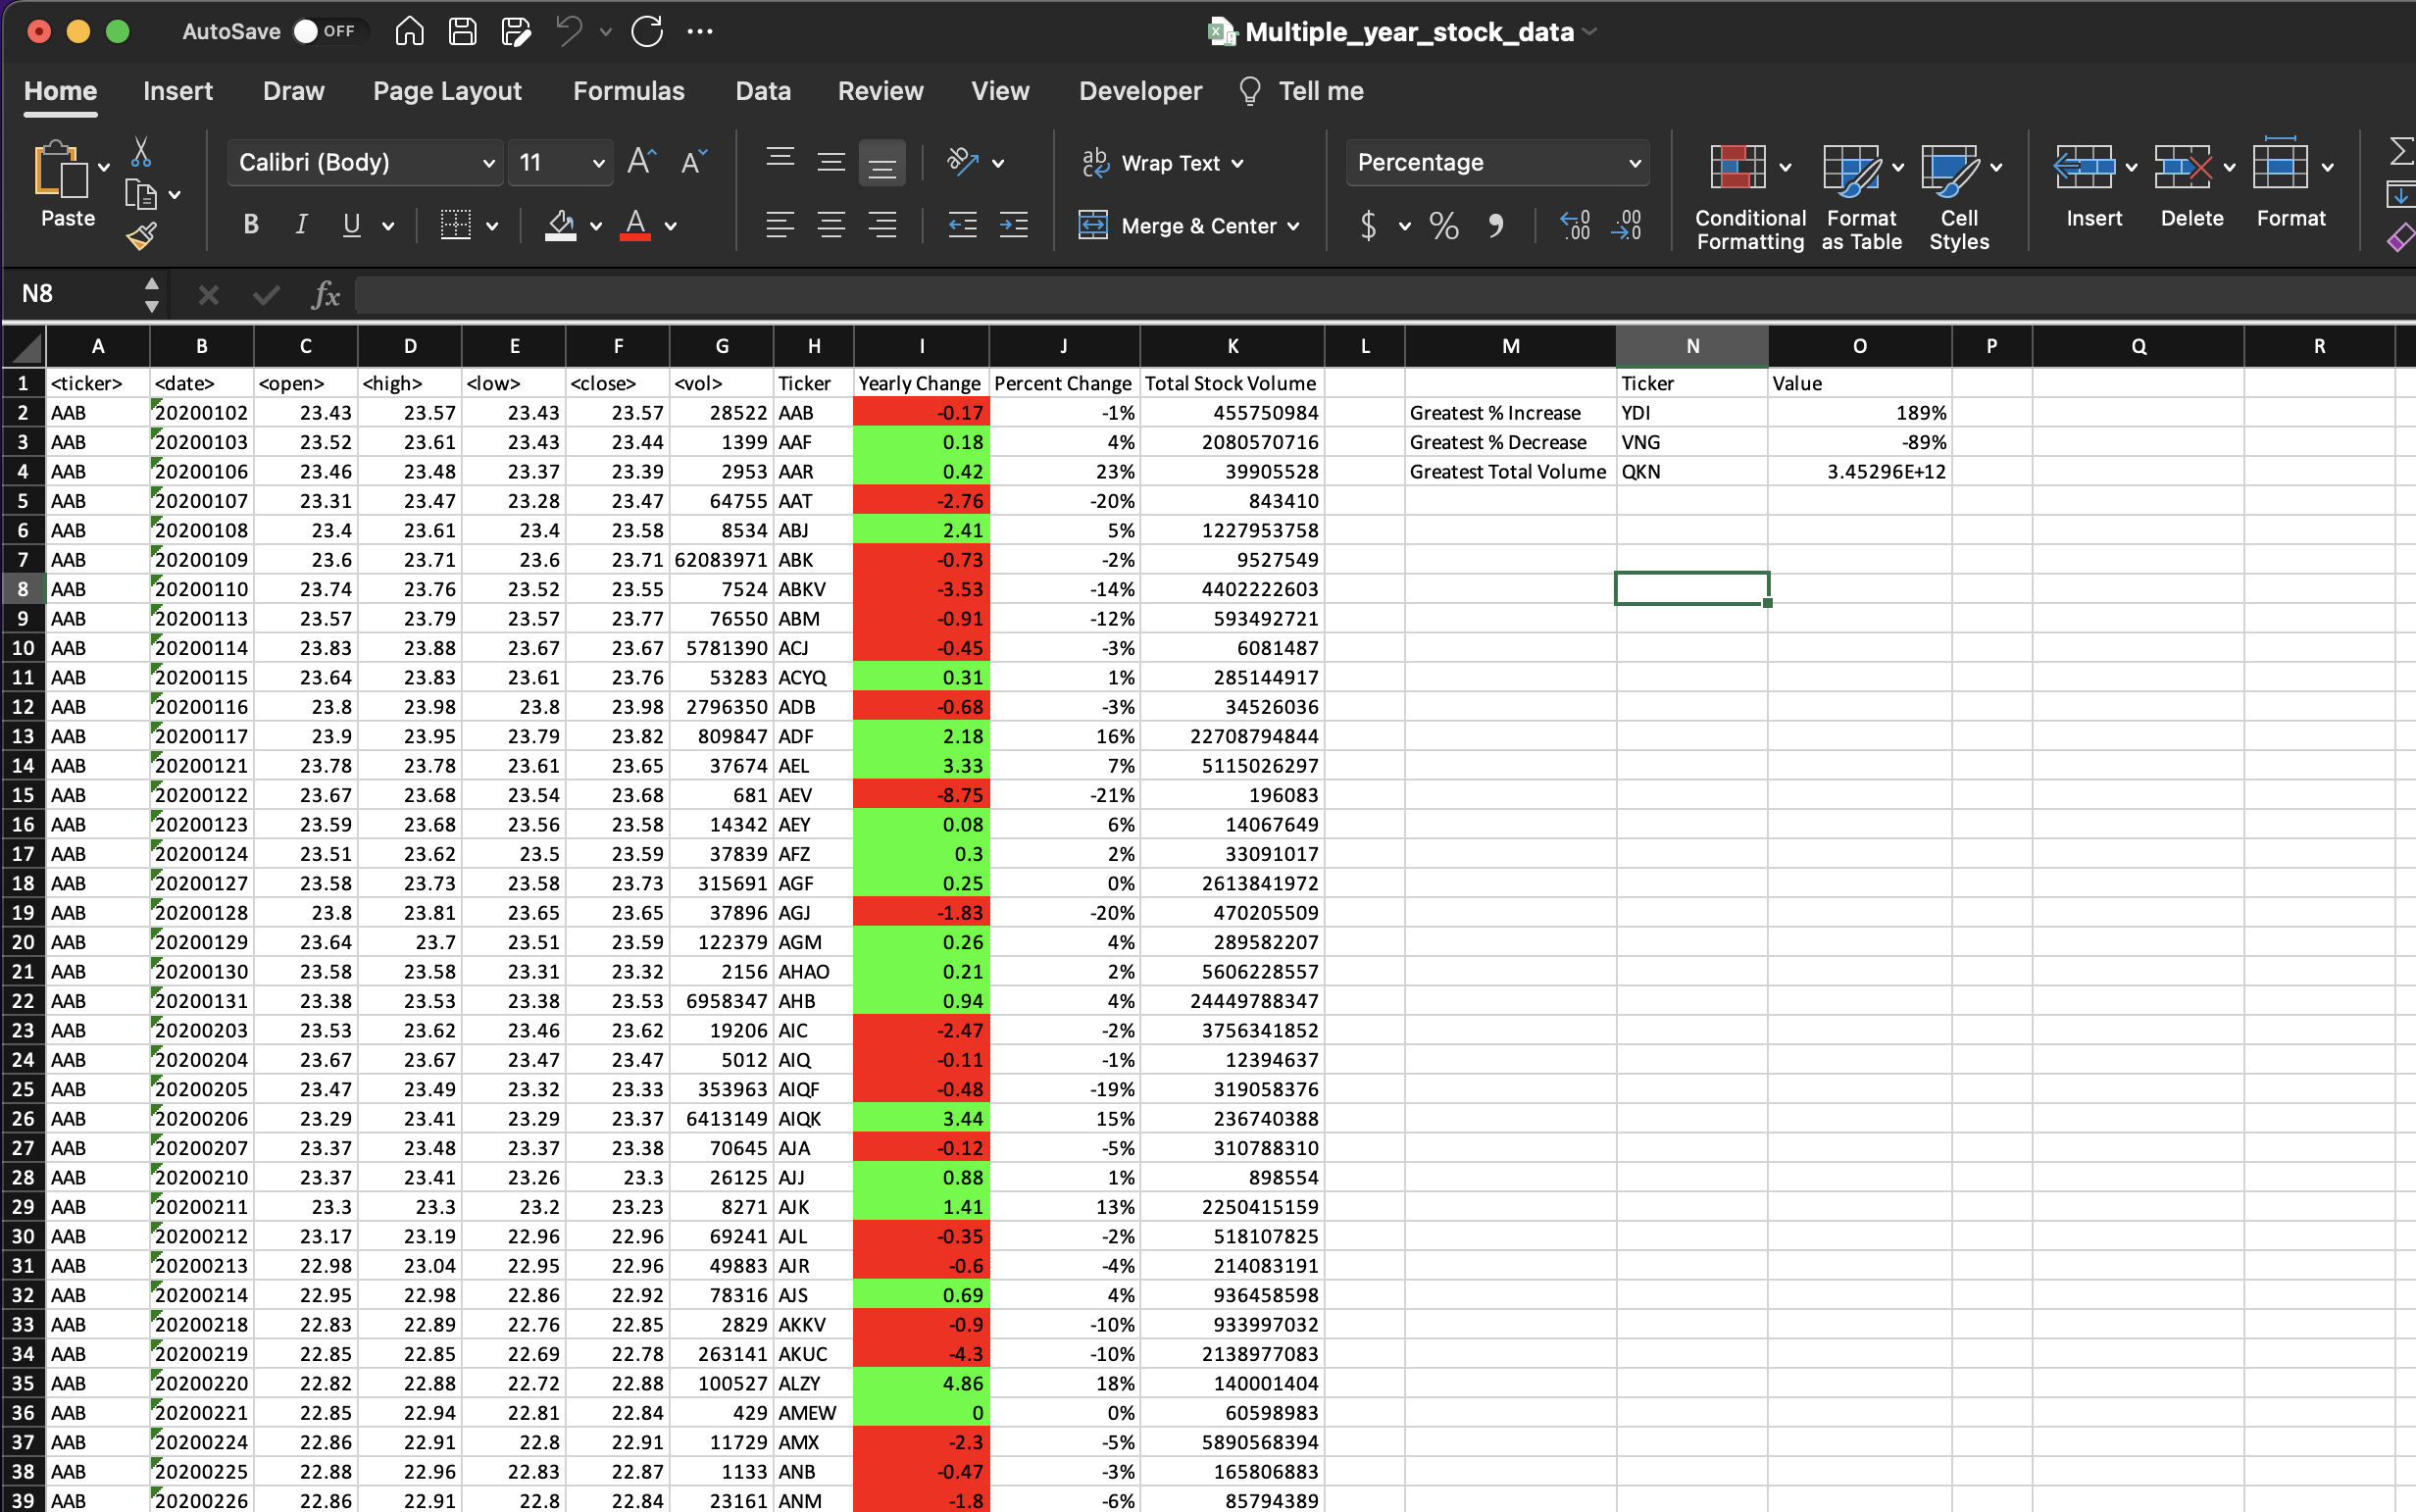 AutoSave OFF Multiple_year_stock_data
Home Insert Draw Page Layout Formulas Data Review View Developer Tell me
Paste Calibri (Body) 11 Wrap Text Percentage
B I U A Merge & Center $ % Conditional Formatting Format as Table Cell Styles Insert Delete Format
N8 fx
A B C D E F G H I J K L M N O P Q R
1 <ticker> <date> <open> <high> <low> <close> <vol> Ticker Yearly Change Percent Change Total Stock Volume Ticker Value
2 AAB 20200102 23.43 23.57 23.43 23.57 28522 AAB -0.17 -1% 455750984 Greatest % Increase YDI 189%
3 AAB 20200103 23.52 23.61 23.43 23.44 1399 AAF 0.18 4% 2080570716 Greatest % Decrease VNG -89%
4 AAB 20200106 23.46 23.48 23.37 23.39 2953 AAR 0.42 23% 39905528 Greatest Total Volume QKN 3.45296E+12
5 AAB 20200107 23.31 23.47 23.28 23.47 64755 AAT -2.76 -20% 843410
6 AAB 20200108 23.4 23.61 23.4 23.58 8534 ABJ 2.41 5% 1227953758
7 AAB 20200109 23.6 23.71 23.6 23.71 62083971 ABK -0.73 -2% 9527549
8 AAB 20200110 23.74 23.76 23.52 23.55 7524 ABKV -3.53 -14% 4402222603
9 AAB 20200113 23.57 23.79 23.57 23.77 76550 ABM -0.91 -12% 593492721
10 AAB 20200114 23.83 23.88 23.67 23.67 5781390 ACJ -0.45 -3% 6081487
11 AAB 20200115 23.64 23.83 23.61 23.76 53283 ACYQ 0.31 1% 285144917
12 AAB 20200116 23.8 23.98 23.8 23.98 2796350 ADB -0.68 -3% 34526036
13 AAB 20200117 23.9 23.95 23.79 23.82 809847 ADF 2.18 16% 22708794844
14 AAB 20200121 23.78 23.78 23.61 23.65 37674 AEL 3.33 7% 5115026297
15 AAB 20200122 23.67 23.68 23.54 23.68 681 AEV -8.75 -21% 196083
16 AAB 20200123 23.59 23.68 23.56 23.58 14342 AEY 0.08 6% 14067649
17 AAB 20200124 23.51 23.62 23.5 23.59 37839 AFZ 0.3 2% 33091017
18 AAB 20200127 23.58 23.73 23.58 23.73 315691 AGF 0.25 0% 2613841972
19 AAB 20200128 23.8 23.81 23.65 23.65 37896 AGJ -1.83 -20% 470205509
20 AAB 20200129 23.64 23.7 23.51 23.59 122379 AGM 0.26 4% 289582207
21 AAB 20200130 23.58 23.58 23.31 23.32 2156 AHAO 0.21 2% 5606228557
22 AAB 20200131 23.38 23.53 23.38 23.53 6958347 AHB 0.94 4% 24449788347
23 AAB 20200203 23.53 23.62 23.46 23.62 19206 AIC -2.47 -2% 3756341852
24 AAB 20200204 23.67 23.67 23.47 23.47 5012 AIQ -0.11 -1% 12394637
25 AAB 20200205 23.47 23.49 23.32 23.33 353963 AIQF -0.48 -19% 319058376
26 AAB 20200206 23.29 23.41 23.29 23.37 6413149 AIQK 3.44 15% 236740388
27 AAB 20200207 23.37 23.48 23.37 23.38 70645 AJA -0.12 -5% 310788310
28 AAB 20200210 23.37 23.41 23.26 23.3 26125 AJJ 0.88 1% 898554
29 AAB 20200211 23.3 23.3 23.2 23.23 8271 AJK 1.41 13% 2250415159
30 AAB 20200212 23.17 23.19 22.96 22.96 69241 AJL -0.35 -2% 518107825
31 AAB 20200213 22.98 23.04 22.95 22.96 49883 AJR -0.6 -4% 214083191
32 AAB 20200214 22.95 22.98 22.86 22.92 78316 AJS 0.69 4% 936458598
33 AAB 20200218 22.83 22.89 22.76 22.85 2829 AKKV -0.9 -10% 933997032
34 AAB 20200219 22.85 22.85 22.69 22.78 263141 AKUC -4.3 -10% 2138977083
35 AAB 20200220 22.82 22.88 22.72 22.88 100527 ALZY 4.86 18% 140001404
36 AAB 20200221 22.85 22.94 22.81 22.84 429 AMEW 0 0% 60598983
37 AAB 20200224 22.86 22.91 22.8 22.91 11729 AMX -2.3 -5% 5890568394
38 AAB 20200225 22.88 22.96 22.83 22.87 1133 ANB -0.47 -3% 165806883
39 AAB 20200226 22.86 22.91 22.8 22.84 23161 ANM -1.8 -6% 85794389